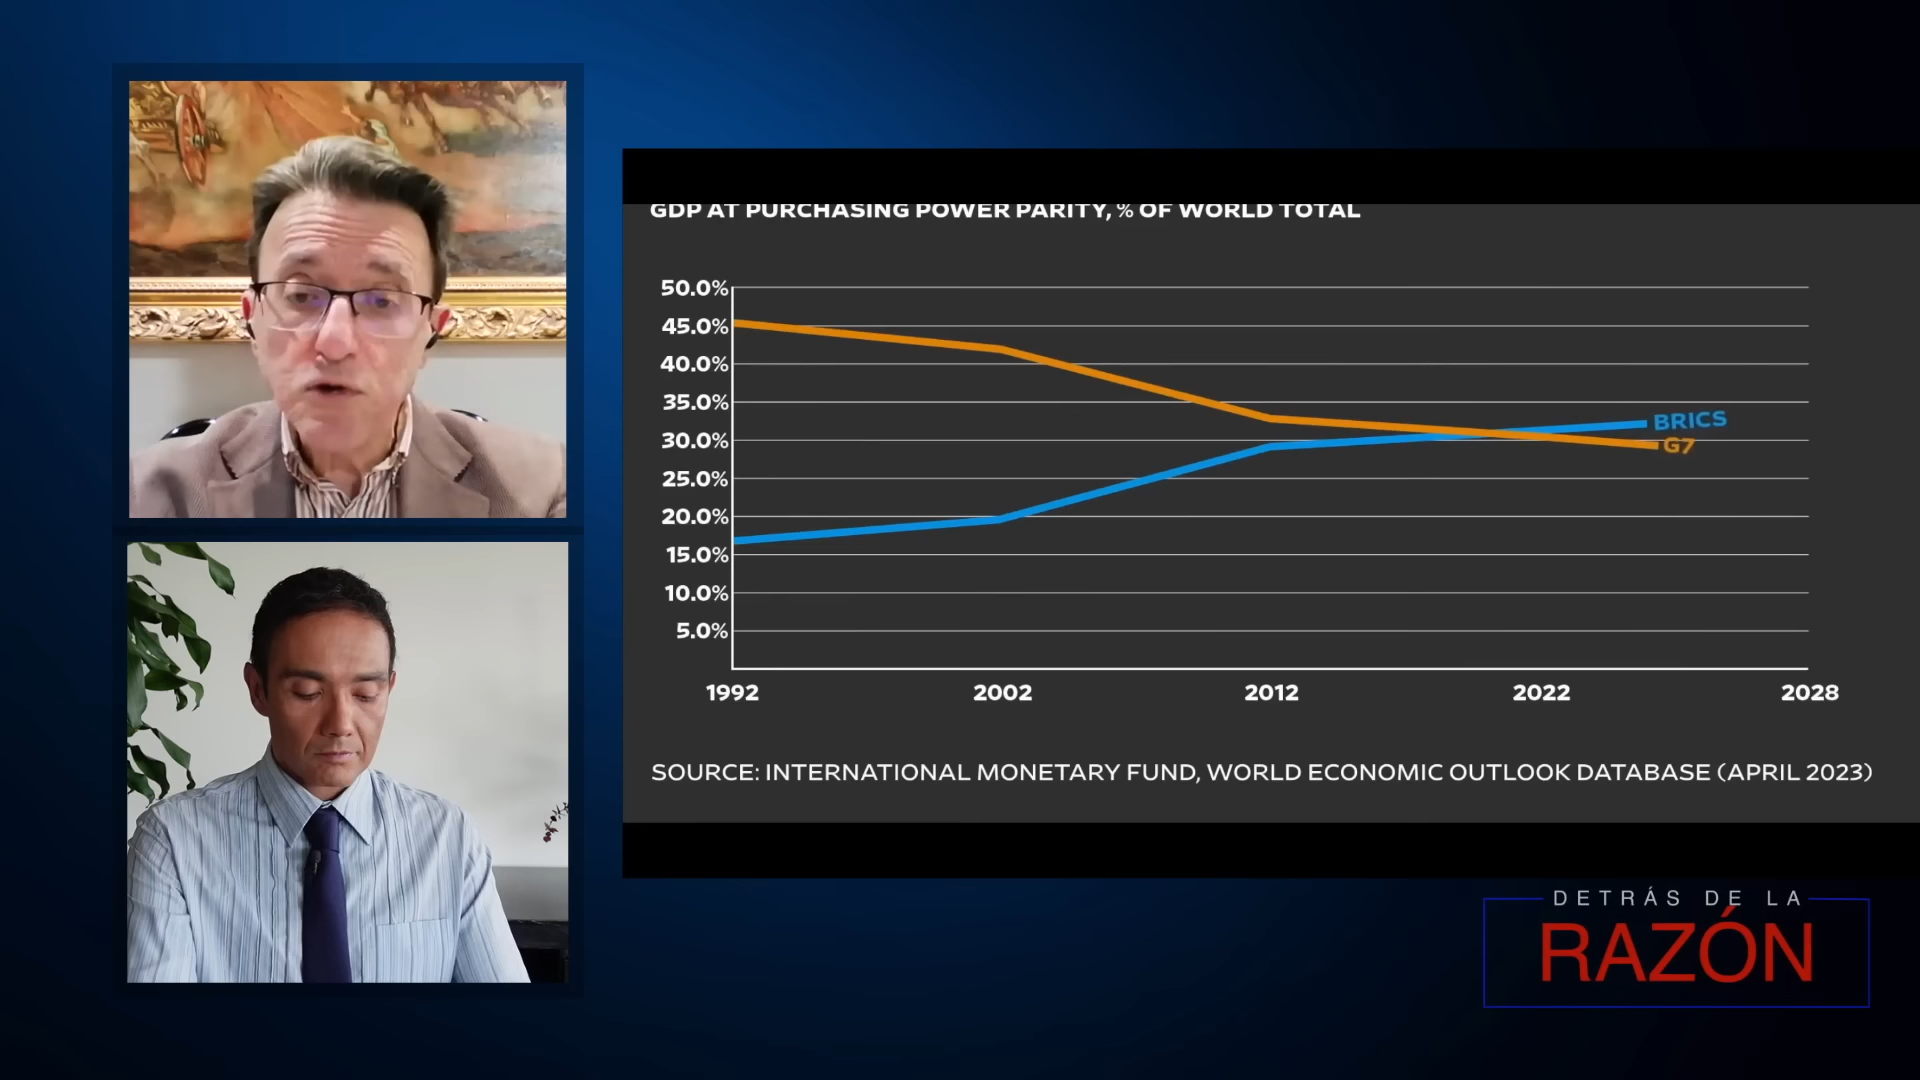 GDP AT PURCHASING POWER PARITY, % OF WORLD TOTAL
50.0%
45.0%
40.0%
35.0%
30.0%
25.0%
20.0%
15.0%
10.0%
5.0%
BRICS
G7
1992 2002 2012 2022 2028
SOURCE: INTERNATIONAL MONETARY FUND, WORLD ECONOMIC OUTLOOK DATABASE (APRIL 2023)
DETRÁS DE LA
RAZÓN